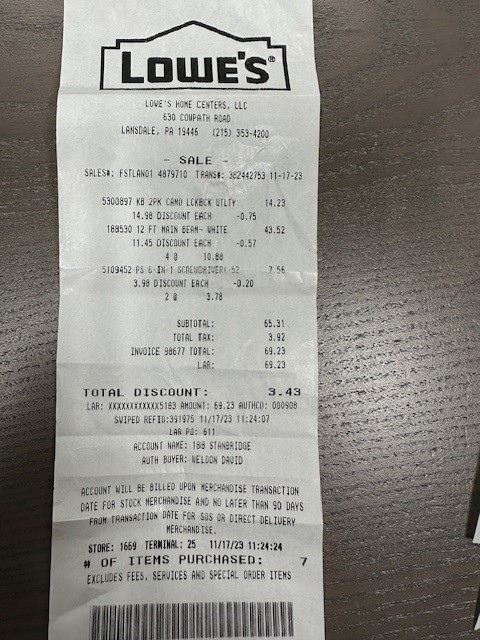 LOWE'S®
LOWE'S HOME CENTERS, LLC
630 COWPATH ROAD
LANSDALE, PA 19446 (215) 353-4200
- SALE -
SALES#: FSTLAN01 4879710 TRANS#: 382442753 11-17-23
5300897 KB 2PK CAMO LCKBCK UTLTY 14.23
14.98 DISCOUNT EACH -0.75
188530 12 FT MAIN BEAM- WHITE 43.52
11.45 DISCOUNT EACH -0.57
4 @ 10.88
5109452 PS 6-IN-1 SCREWDRIVER( 52 7.56
3.98 DISCOUNT EACH -0.20
2 @ 3.78
SUBTOTAL: 65.31
TOTAL TAX: 3.92
INVOICE 98677 TOTAL: 69.23
LAR: 69.23
TOTAL DISCOUNT: 3.43
LAR: XXXXXXXXXXXX5183 AMOUNT: 69.23 AUTHCD: 000908
SWIPED REFID:391975 11/17/23 11:24:07
LAR PO: 611
ACCOUNT NAME: 188 STANBRIDGE
AUTH BUYER: WELDON DAVID
ACCOUNT WILL BE BILLED UPON MERCHANDISE TRANSACTION
DATE FOR STOCK MERCHANDISE AND NO LATER THAN 90 DAYS
FROM TRANSACTION DATE FOR SOS OR DIRECT DELIVERY
MERCHANDISE.
STORE: 1669 TERMINAL: 25 11/17/23 11:24:24
# OF ITEMS PURCHASED: 7
EXCLUDES FEES, SERVICES AND SPECIAL ORDER ITEMS